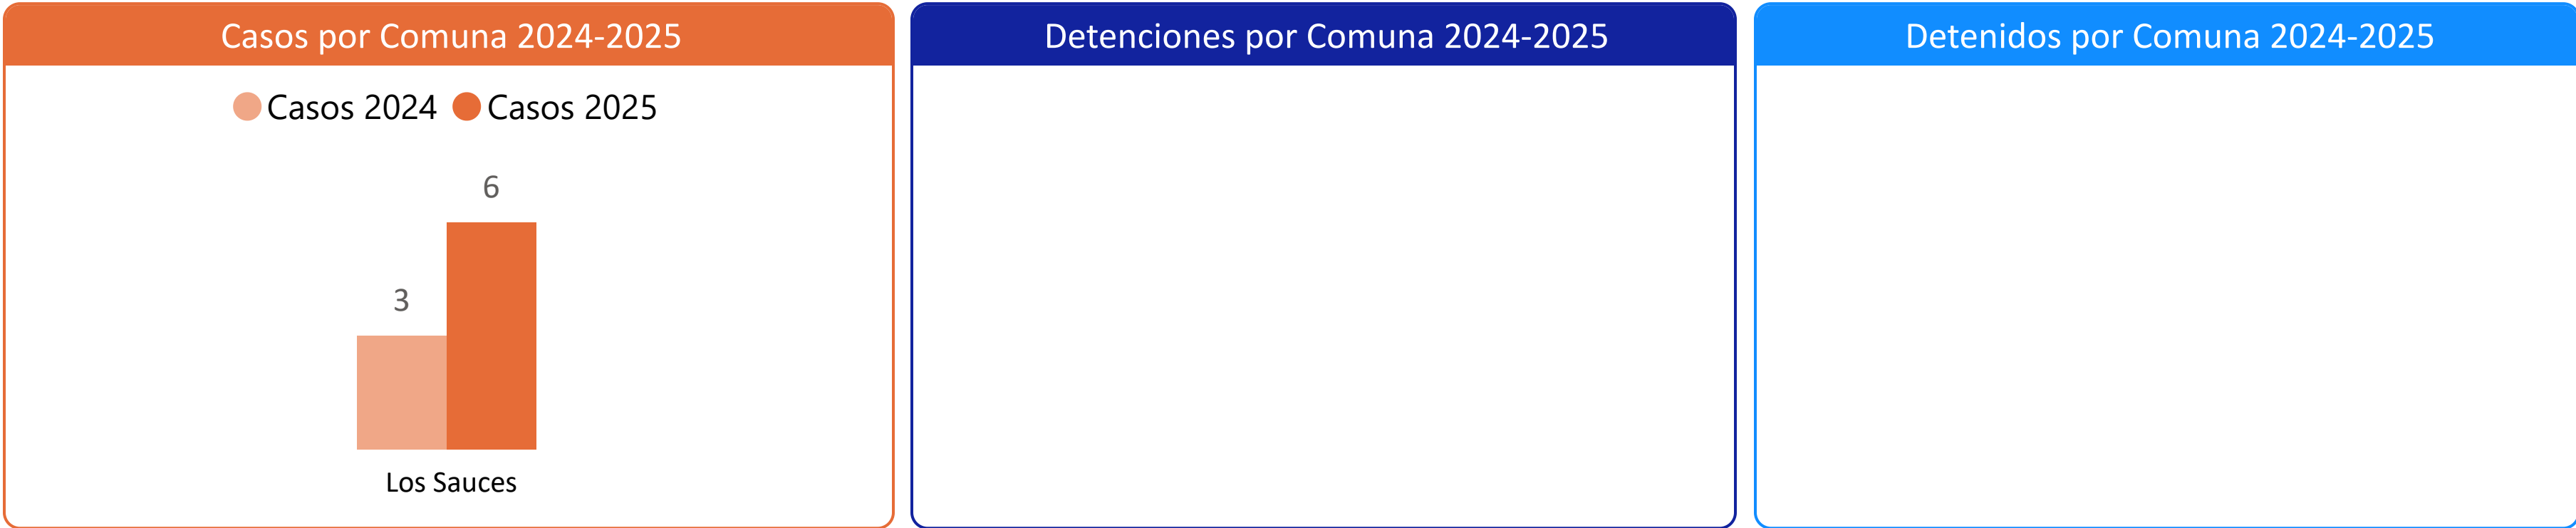 Casos por Comuna 2024-2025
Casos 2024 Casos 2025
6
3
Los Sauces
Detenciones por Comuna 2024-2025
Detenidos por Comuna 2024-2025